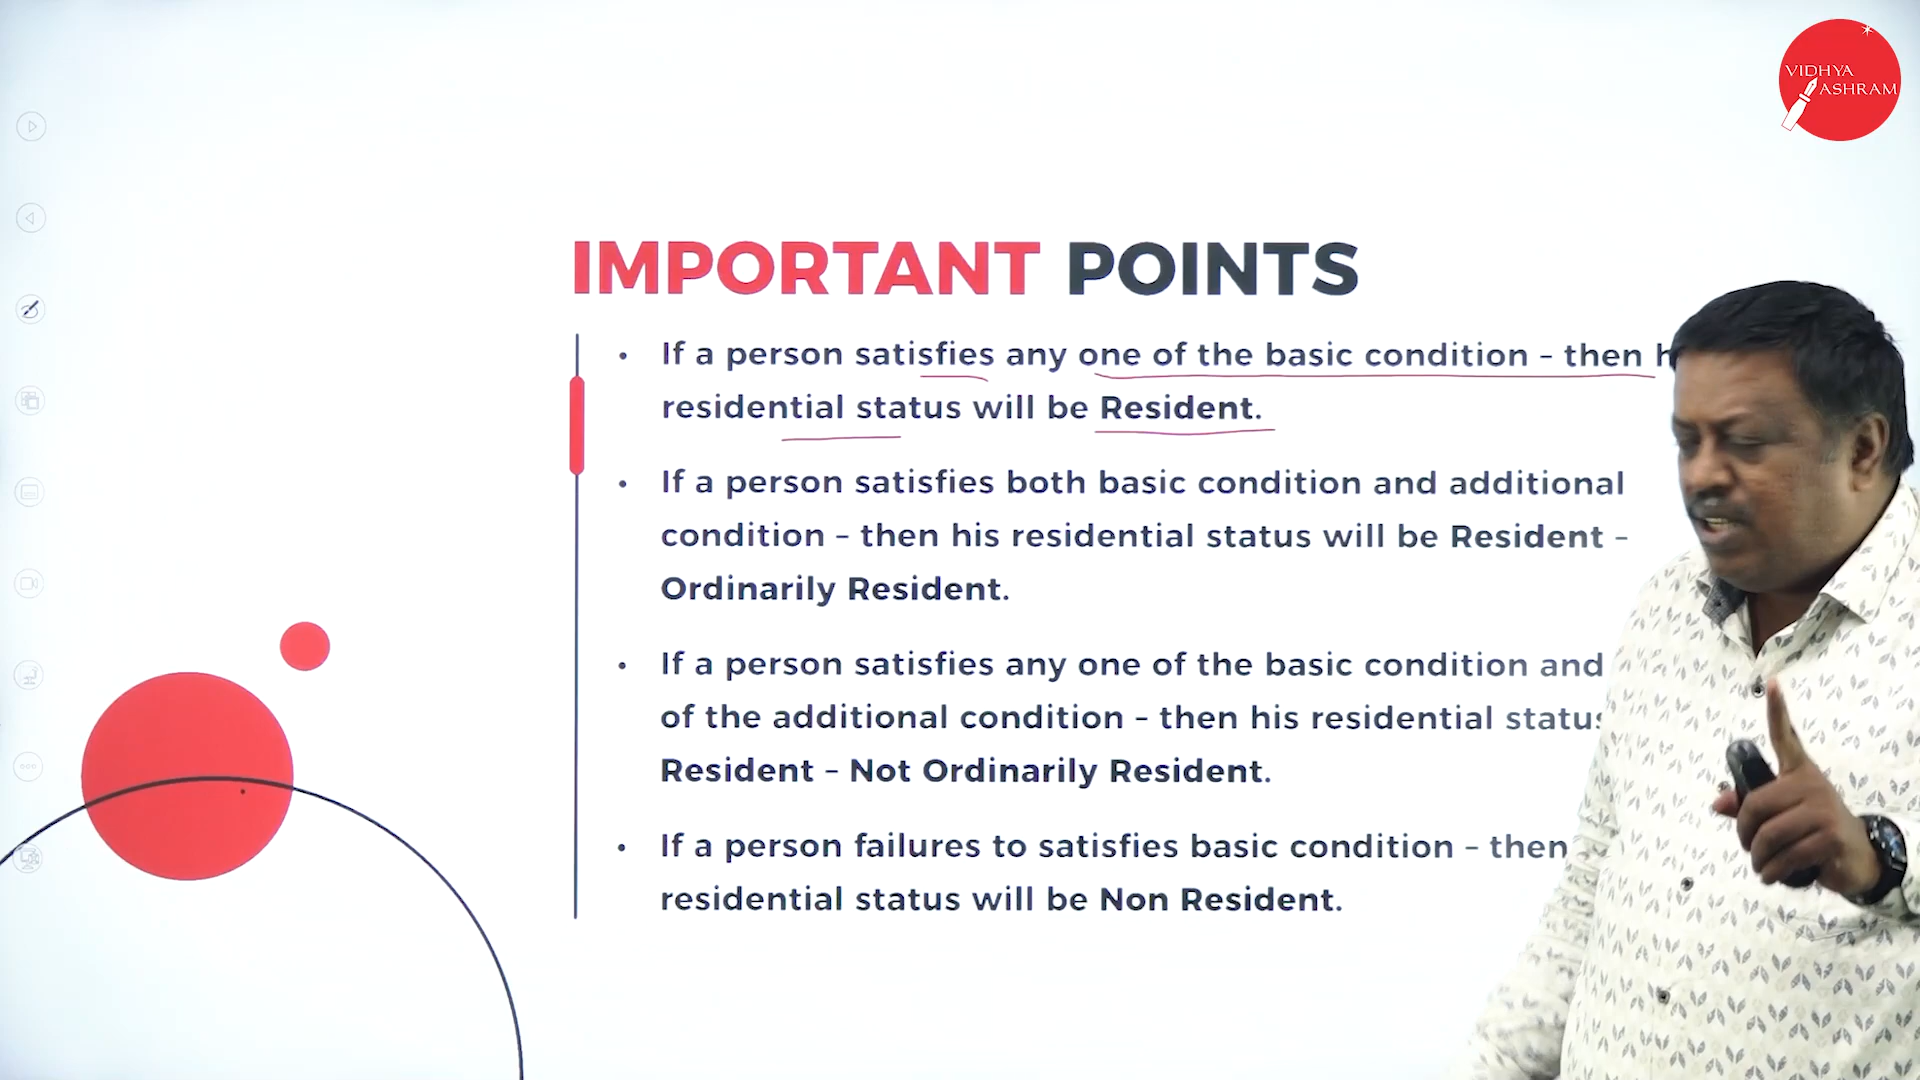 VIDHYA
ASHRAM
IMPORTANT POINTS
• If a person satisfies any one of the basic condition – then
residential status will be Resident.
• If a person satisfies both basic condition and additional
condition – then his residential status will be Resident –
Ordinarily Resident.
• If a person satisfies any one of the basic condition and
of the additional condition – then his residential status
Resident – Not Ordinarily Resident.
• If a person failures to satisfies basic condition – then
residential status will be Non Resident.